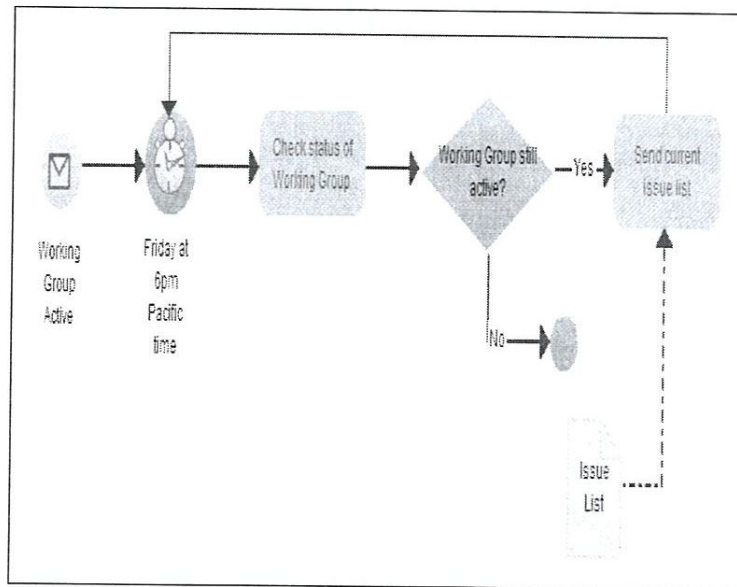 Working
Group
Active
Friday at
6pm
Pacific
time
Check status of
Working Group
Working Group still
active?
Yes
Send current
issue list
No
Issue
List